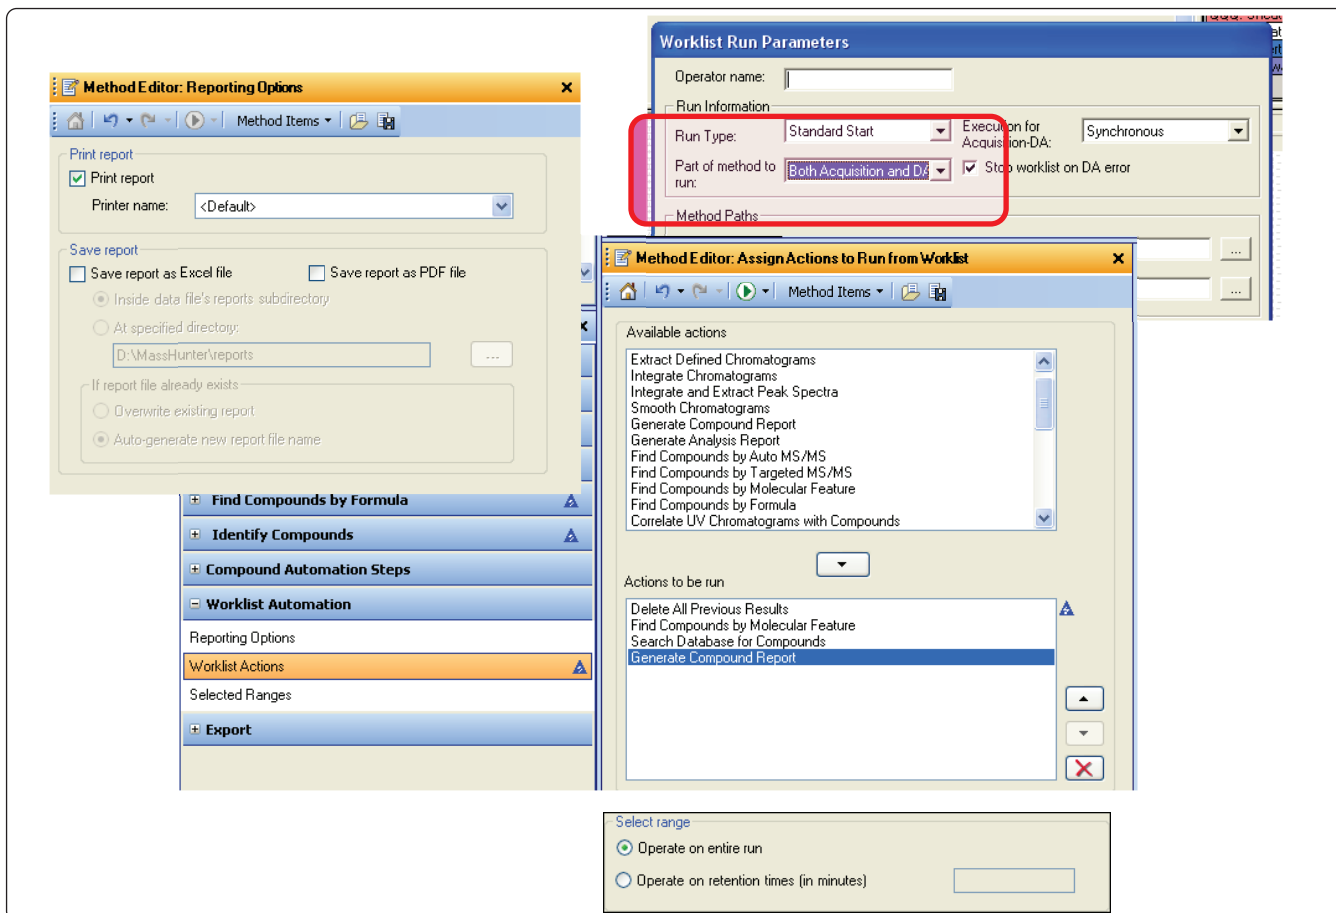 Method Editor: Reporting Options
Method Items
Print report
Print report
Printer name:
<Default>
Save report
Save report as Excel file
Save report as PDF file
Inside data file's reports subdirectory
At specified directory:
D:\MassHunter\reports
...
If report file already exists
Overwrite existing report
Auto-generate new report file name
Find Compounds by Formula
Identify Compounds
Compound Automation Steps
Worklist Automation
Reporting Options
Worklist Actions
Selected Ranges
Export
Worklist Run Parameters
Operator name:
Run Information
Run Type:
Standard Start
Execution for
Acquisition-DA:
Synchronous
Part of method to
run:
Both Acquisition and DA
Stop worklist on DA error
Method Paths
...
...
Method Editor: Assign Actions to Run from Worklist
Method Items
Available actions
Extract Defined Chromatograms
Integrate Chromatograms
Integrate and Extract Peak Spectra
Smooth Chromatograms
Generate Compound Report
Generate Analysis Report
Find Compounds by Auto MS/MS
Find Compounds by Targeted MS/MS
Find Compounds by Molecular Feature
Find Compounds by Formula
Correlate UV Chromatograms with Compounds
Actions to be run
Delete All Previous Results
Find Compounds by Molecular Feature
Search Database for Compounds
Generate Compound Report
Select range
Operate on entire run
Operate on retention times (in minutes)